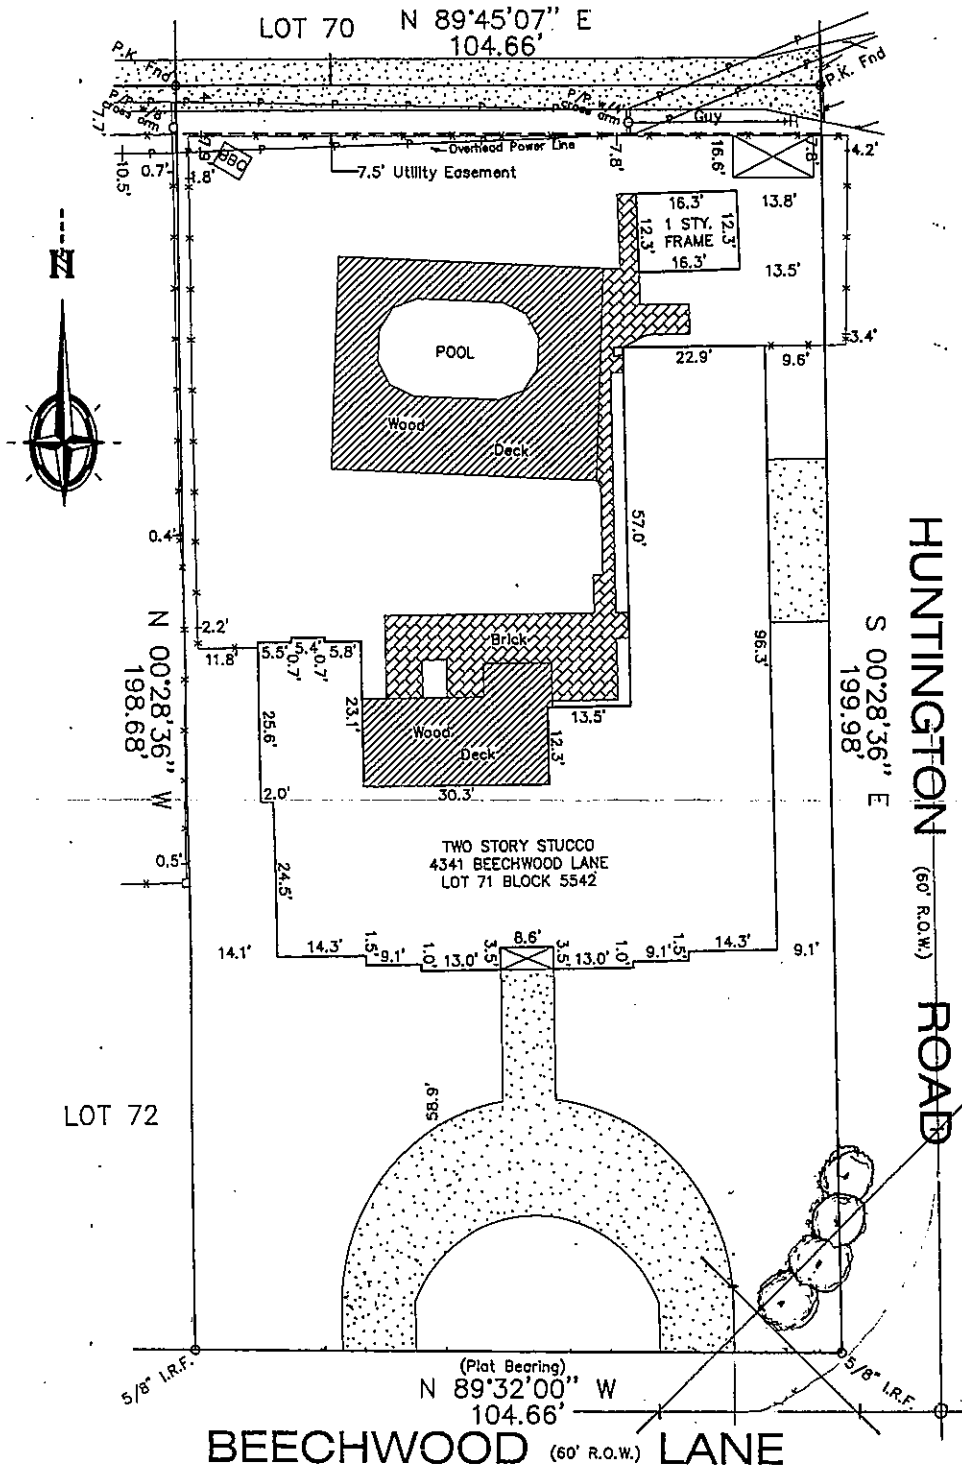 LOT 70
N 89°45'07" E
104.66'
P.K. Fnd
P.K. Fnd
P/P w/8
cross arm
P/P w/4
cross arm
Guy
7.7'
7.9'
10.5'
0.7'
1.8'
BBQ
Overhead Power Line
7.5' Utility Easement
7.8'
16.6'
7.8'
4.2'
16.3'
13.8'
12.3'
1 STY.
FRAME
12.3'
16.3'
13.5'
N
POOL
Wood
Deck
22.9'
9.6'
3.4'
57.0'
0.4'
N 00°28'36" W
198.68'
2.2'
11.8'
5.5'
5.4'
5.8'
0.7'
0.7'
Brick
96.3'
S 00°28'36" E
199.98'
HUNTINGTON (60' R.O.W.) ROAD
25.6'
23.1'
Wood
Deck
13.5'
12.3'
30.3'
2.0'
TWO STORY STUCCO
4341 BEECHWOOD LANE
LOT 71 BLOCK 5542
0.5'
24.5'
14.1'
14.3'
1.5'
9.1'
1.0'
13.0'
3.5'
8.6'
3.5'
13.0'
1.0'
9.1'
1.5'
14.3'
9.1'
58.9'
LOT 72
5/8" I.R.F.
(Plat Bearing)
N 89°32'00" W
104.66'
5/8" I.R.F.
BEECHWOOD (60' R.O.W.) LANE